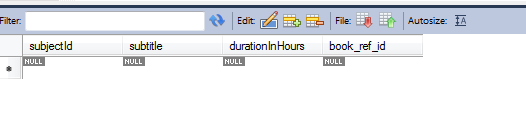 Filter: Edit: File: Autosize:
subjectId subtitle durationInHours book_ref_id
NULL NULL NULL NULL